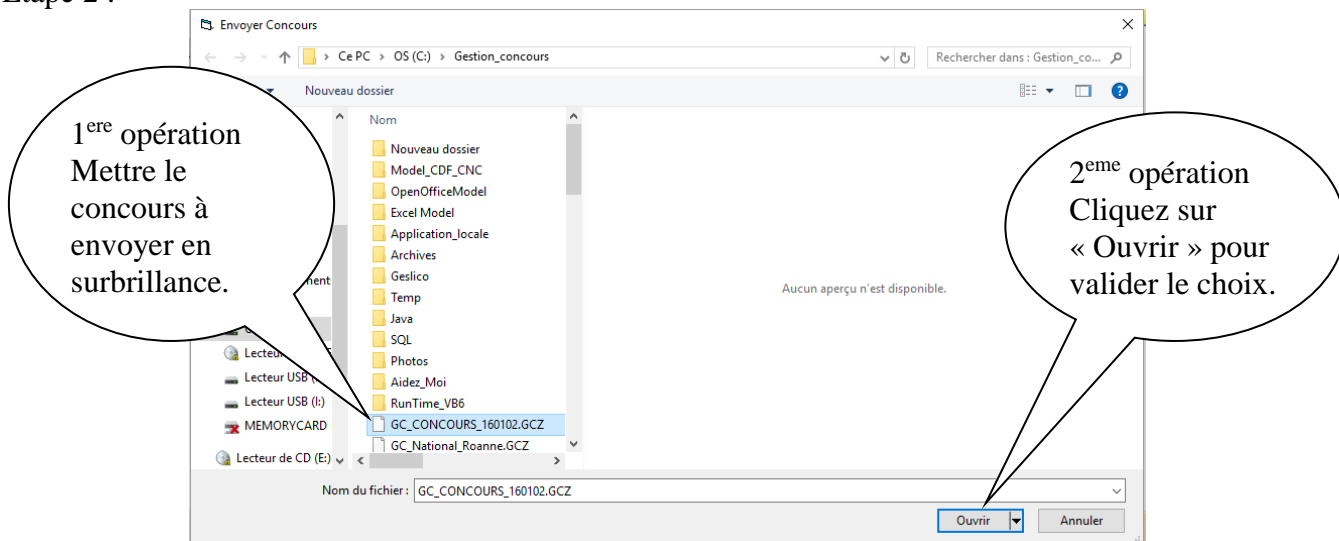 Etape 2 :
Envoyer Concours
Ce PC > OS (C:) > Gestion_concours
Rechercher dans : Gestion_co...
Nouveau dossier
1ere opération
Mettre le
concours à
envoyer en
surbrillance.
Nom
Nouveau dossier
Model_CDF_CNC
OpenOfficeModel
Excel Model
Application_locale
Archives
Geslico
Temp
Java
SQL
Photos
Aidez_Moi
RunTime_VB6
GC_CONCOURS_160102.GCZ
GC_National_Roanne.GCZ
Lecteur USB
Lecteur USB (I:)
MEMORYCARD
Lecteur de CD (E:)
Aucun aperçu n'est disponible.
2eme opération
Cliquez sur
« Ouvrir » pour
valider le choix.
Nom du fichier : GC_CONCOURS_160102.GCZ
Ouvrir
Annuler